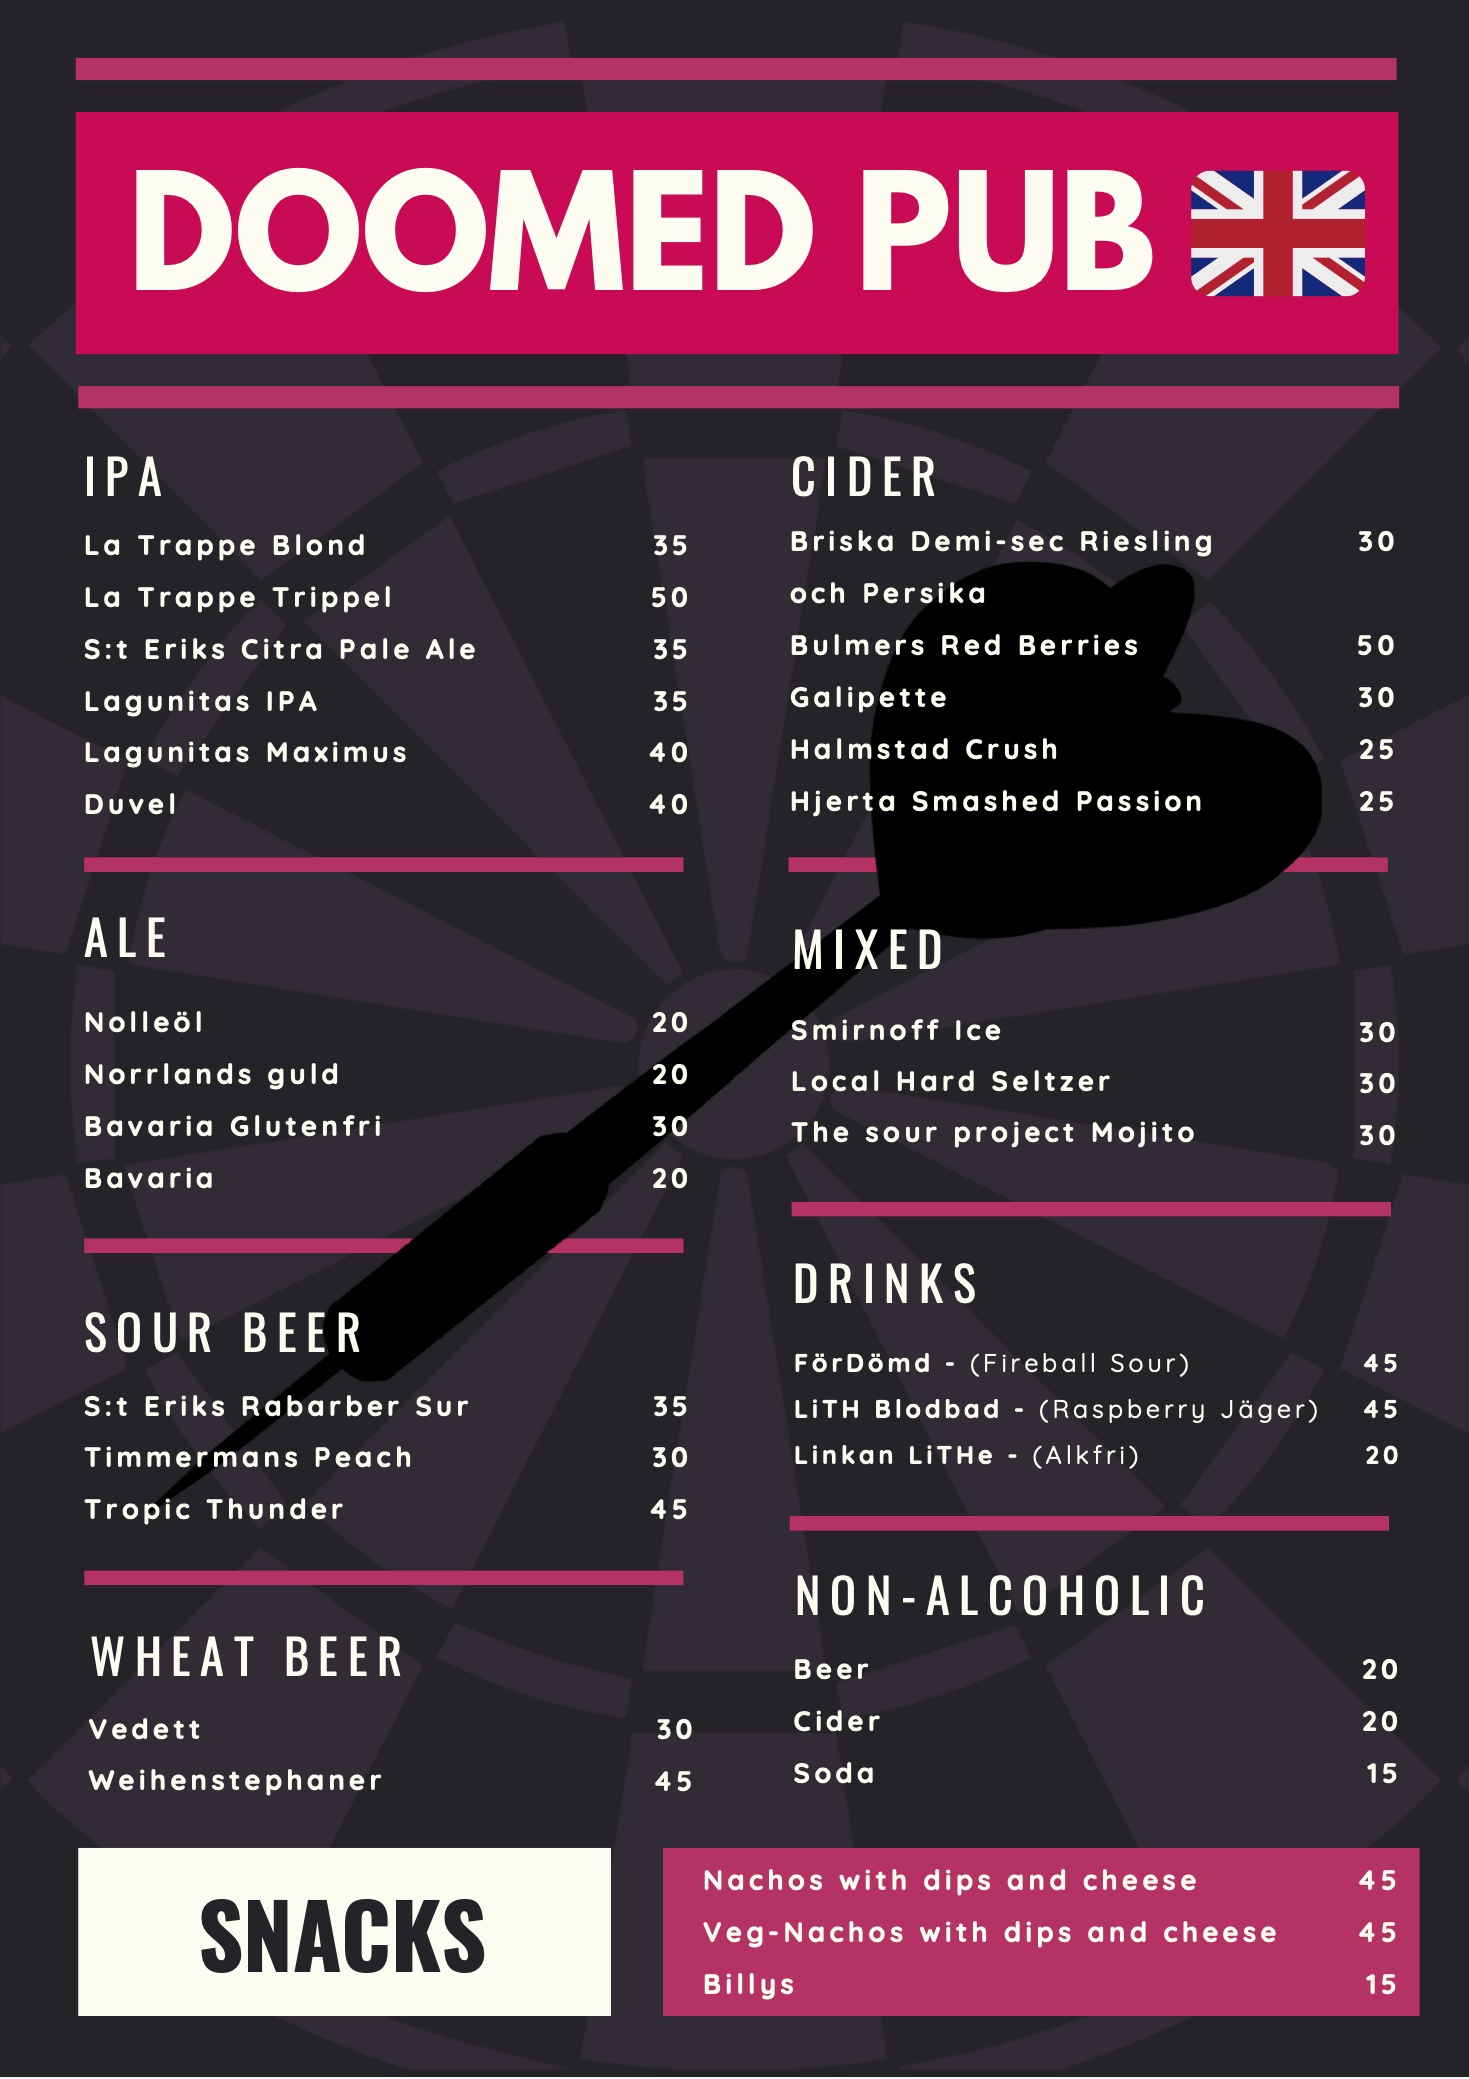 DOOMED PUB
IPA
La Trappe Blond 35
La Trappe Trippel 50
S:t Eriks Citra Pale Ale 35
Lagunitas IPA 35
Lagunitas Maximus 40
Duvel 40
ALE
Nolleöl 20
Norrlands guld 20
Bavaria Glutenfri 30
Bavaria 20
SOUR BEER
S:t Eriks Rabarber Sur 35
Timmermans Peach 30
Tropic Thunder 45
WHEAT BEER
Vedett 30
Weihenstephaner 45
CIDER
Briska Demi-sec Riesling 30
och Persika
Bulmers Red Berries 50
Galipette 30
Halmstad Crush 25
Hjerta Smashed Passion 25
MIXED
Smirnoff Ice 30
Local Hard Seltzer 30
The sour project Mojito 30
DRINKS
FörDömd - (Fireball Sour) 45
LiTH Blodbad - (Raspberry Jäger) 45
Linkan LiTHe - (Alkfri) 20
NON-ALCOHOLIC
Beer 20
Cider 20
Soda 15
SNACKS
Nachos with dips and cheese 45
Veg-Nachos with dips and cheese 45
Billys 15